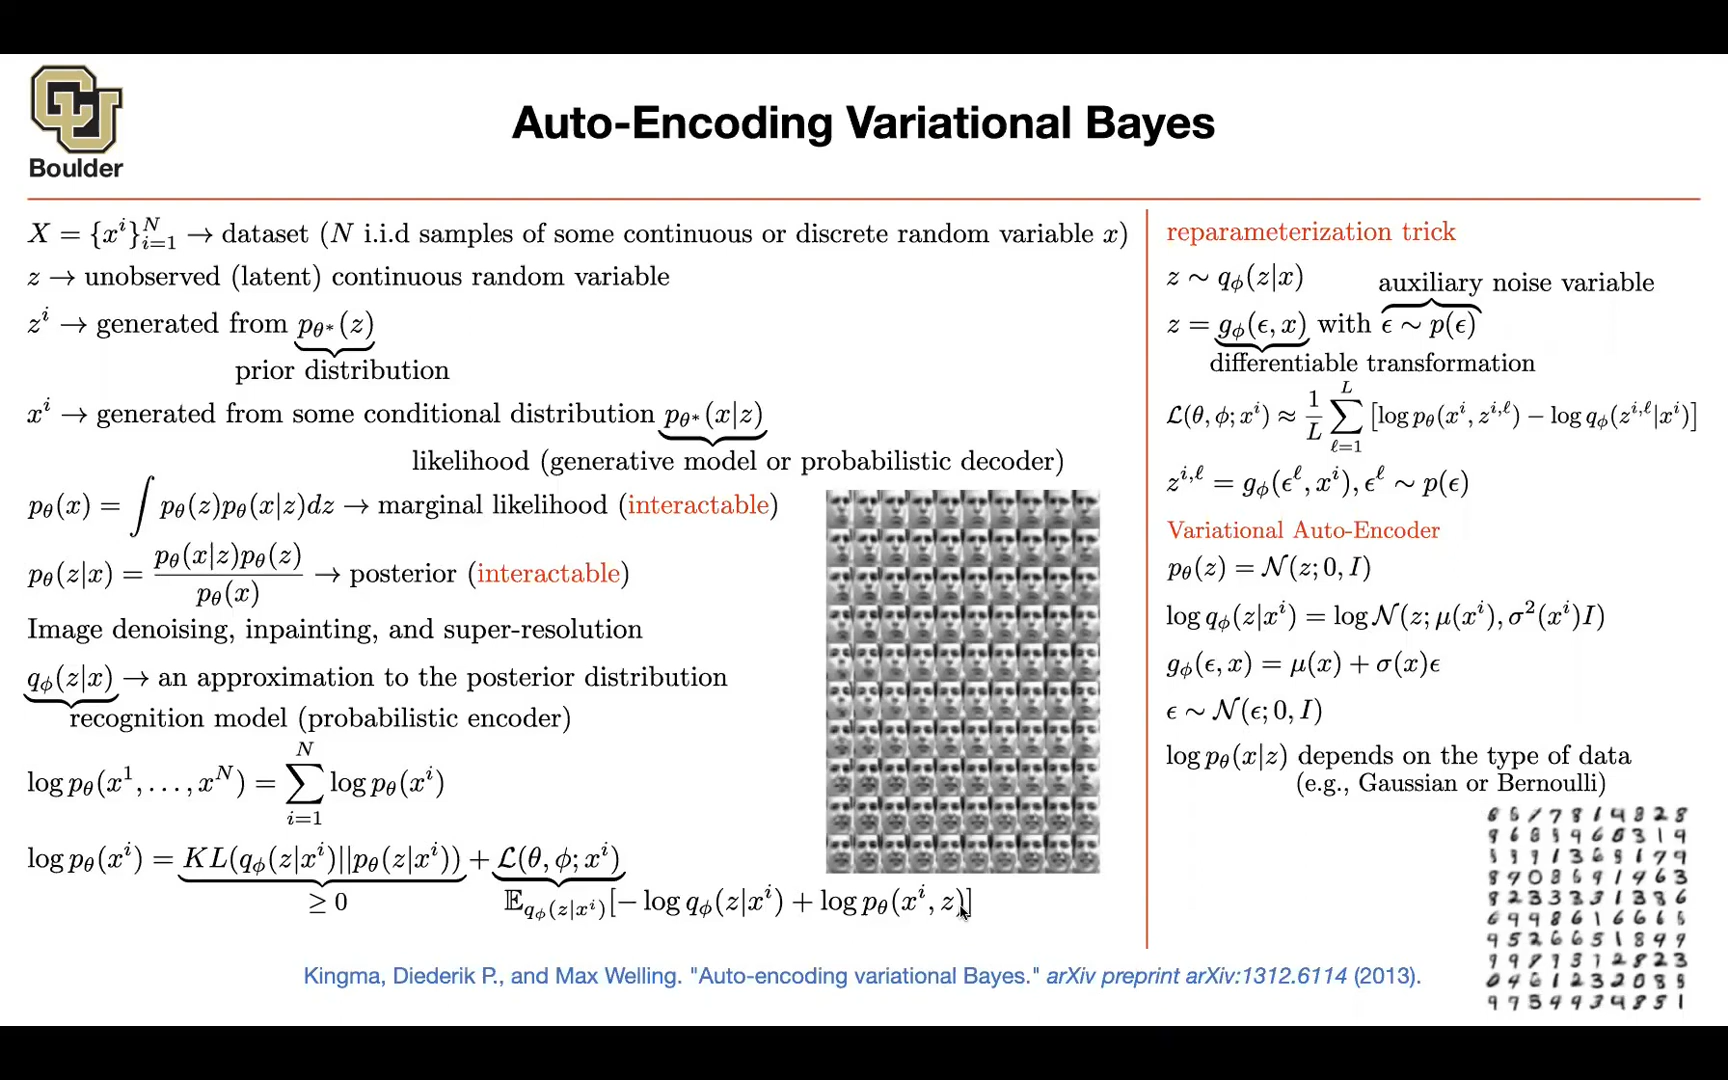 Boulder
Auto-Encoding Variational Bayes
X = {x^i}_{i=1}^N → dataset (N i.i.d samples of some continuous or discrete random variable x)
z → unobserved (latent) continuous random variable
z^i → generated from p_{θ*}(z)
prior distribution
x^i → generated from some conditional distribution p_{θ*}(x|z)
likelihood (generative model or probabilistic decoder)
p_θ(x) = ∫ p_θ(z)p_θ(x|z)dz → marginal likelihood (interactable)
p_θ(z|x) = p_θ(x|z)p_θ(z) / p_θ(x) → posterior (interactable)
Image denoising, inpainting, and super-resolution
q_ϕ(z|x) → an approximation to the posterior distribution
recognition model (probabilistic encoder)
log p_θ(x^1, . . . , x^N) = ∑_{i=1}^N log p_θ(x^i)
log p_θ(x^i) = KL(q_ϕ(z|x^i)||p_θ(z|x^i)) + ℒ(θ, ϕ; x^i)
≥ 0 𝔼_{q_ϕ(z|x^i)}[− log q_ϕ(z|x^i) + log p_θ(x^i, z)]
reparameterization trick
z ∼ q_ϕ(z|x)
auxiliary noise variable
z = g_ϕ(ϵ, x) with ϵ ∼ p(ϵ)
differentiable transformation
ℒ(θ, ϕ; x^i) ≈ 1/L ∑_{ℓ=1}^L [log p_θ(x^i, z^{i,ℓ}) − log q_ϕ(z^{i,ℓ}|x^i)]
z^{i,ℓ} = g_ϕ(ϵ^ℓ, x^i), ϵ^ℓ ∼ p(ϵ)
Variational Auto-Encoder
p_θ(z) = 𝒩(z; 0, I)
log q_ϕ(z|x^i) = log 𝒩(z; μ(x^i), σ^2(x^i)I)
g_ϕ(ϵ, x) = μ(x) + σ(x)ϵ
ϵ ∼ 𝒩(ϵ; 0, I)
log p_θ(x|z) depends on the type of data
(e.g., Gaussian or Bernoulli)
Kingma, Diederik P., and Max Welling. "Auto-encoding variational Bayes." arXiv preprint arXiv:1312.6114 (2013).